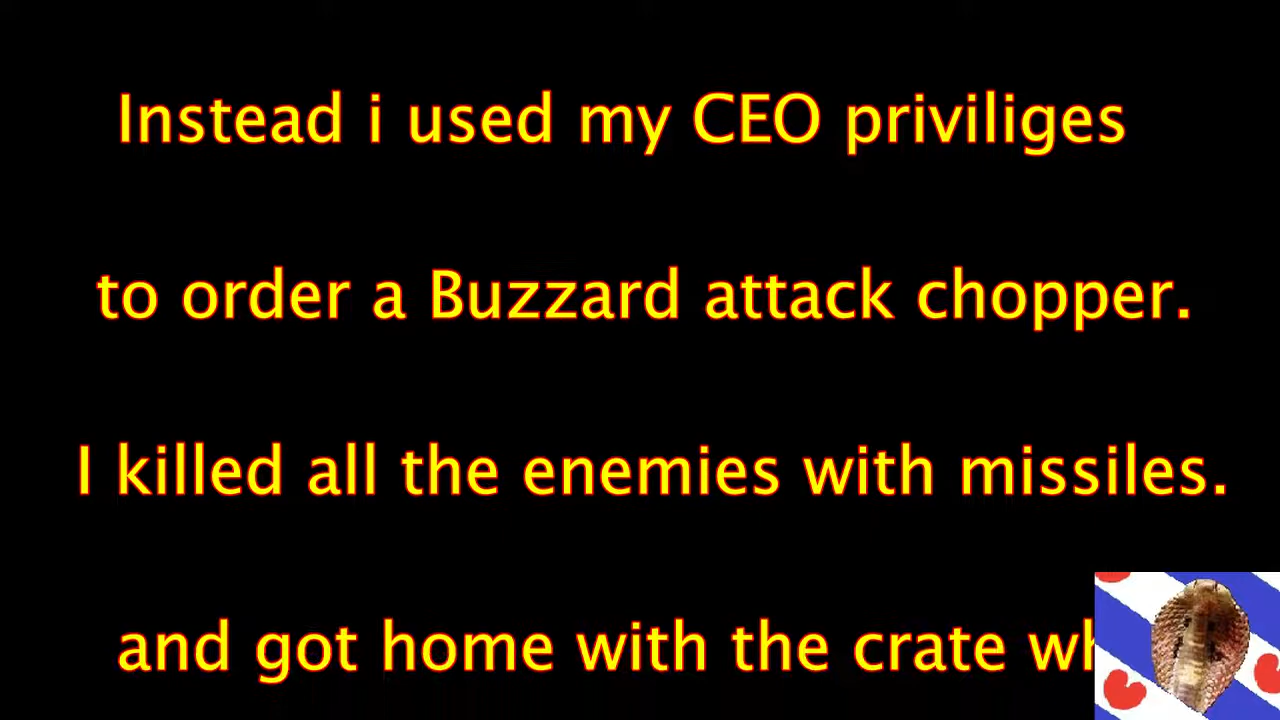 Instead i used my CEO priviliges
to order a Buzzard attack chopper.
I killed all the enemies with missiles.
and got home with the crate